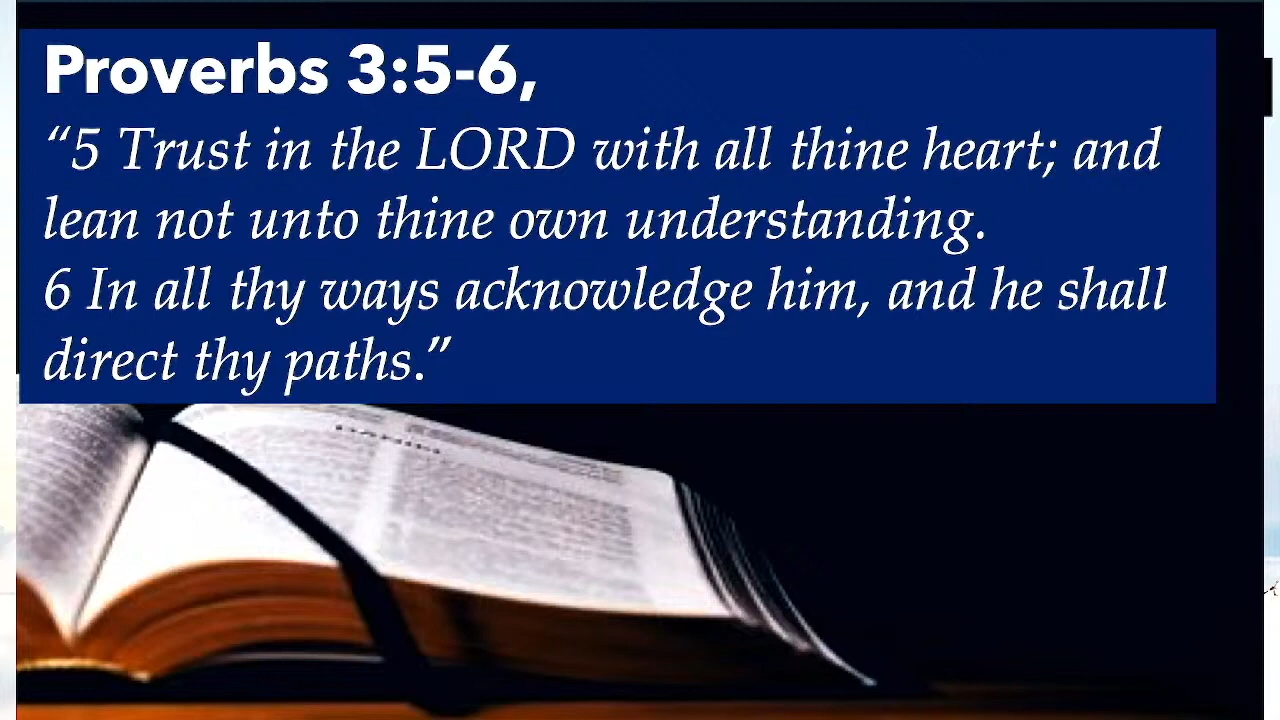 Proverbs 3:5-6,
“5 Trust in the LORD with all thine heart; and
lean not unto thine own understanding.
6 In all thy ways acknowledge him, and he shall
direct thy paths.”
DANIEL